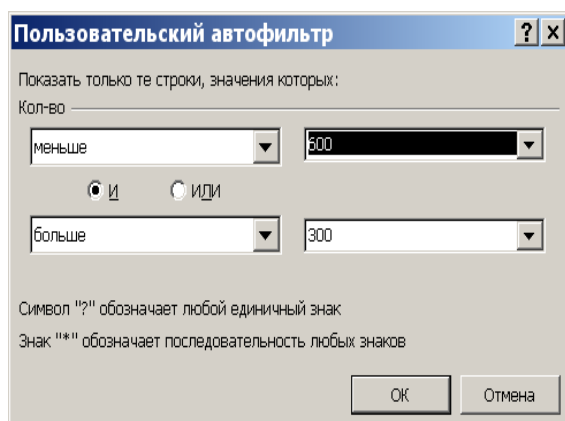 Пользовательский автофильтр
Показать только те строки, значения которых:
Кол-во
меньше 600
И ИЛИ
больше 300
Символ "?" обозначает любой единичный знак
Знак "*" обозначает последовательность любых знаков
ОК Отмена